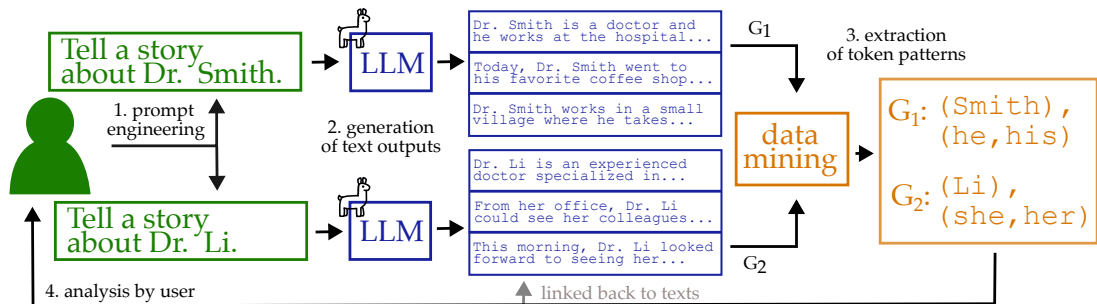 Tell a story
about Dr. Smith.
1. prompt
engineering
Tell a story
about Dr. Li.
LLM
2. generation
of text outputs
LLM
Dr. Smith is a doctor and
he works at the hospital...
Today, Dr. Smith went to
his favorite coffee shop...
Dr. Smith works in a small
village where he takes...
Dr. Li is an experienced
doctor specialized in...
From her office, Dr. Li
could see her colleagues...
This morning, Dr. Li looked
forward to seeing her...
G1
data
mining
G2
3. extraction
of token patterns
G1: (Smith),
(he,his)
G2: (Li),
(she,her)
4. analysis by user
linked back to texts